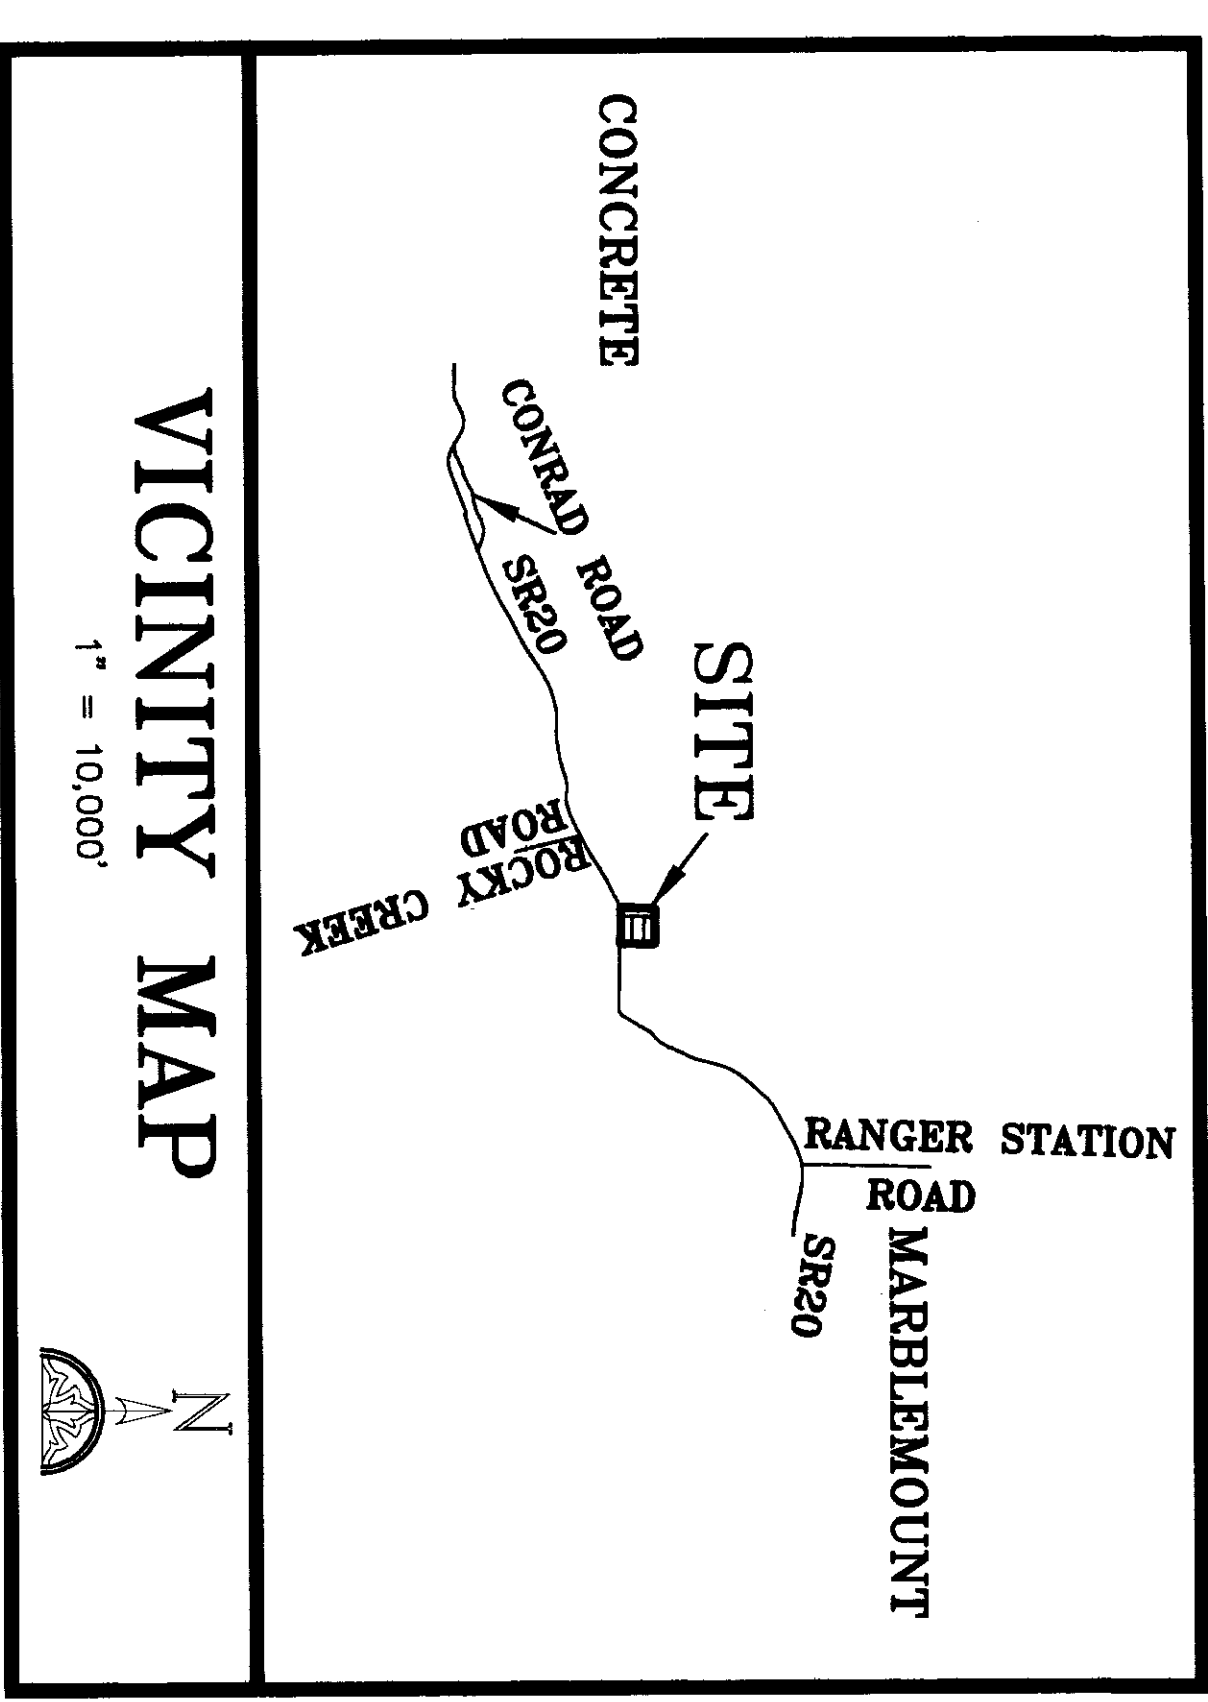 CONCRETE
CONRAD ROAD
SR20
SITE
ROCKY CREEK
ROAD
RANGER STATION
ROAD
MARBLEMOUNT
SR20
VICINITY MAP
1" = 10,000'
N